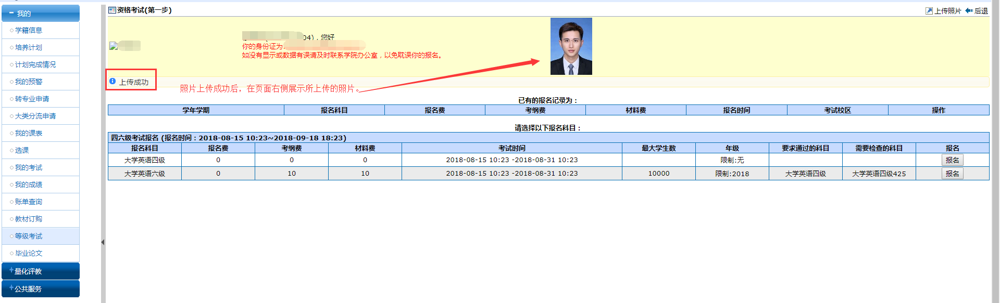 我的
学籍信息
培养计划
计划完成情况
我的预警
转专业申请
大类分流申请
我的课表
选课
我的考试
我的成绩
账单查询
教材订购
等级考试
毕业论文
量化评教
公共服务
资格考试(第一步)
上传照片 后退
04)，您好
你的身份证为:
如没有显示或数据有误请及时联系学院办公室，以免耽误你的报名。
上传成功
照片上传成功后，在页面右侧展示所上传的照片。
已有的报名记录为：
学年学期 报名科目 报名费 考纲费 材料费 报名时间 考试校区 操作
请选择以下报名科目：
四六级考试报名 (报名时间：2018-08-15 10:23~2018-09-18 18:23)
报名科目 报名费 考纲费 材料费 考试时间 最大学生数 年级 要求通过的科目 需要检查的科目 报名
大学英语四级 0 0 0 2018-08-15 10:23 -2018-08-31 10:23 限制:无 报名
大学英语六级 0 10 10 2018-08-15 10:23 -2018-08-31 10:23 10000 限制:2018 大学英语四级 大学英语四级425 报名